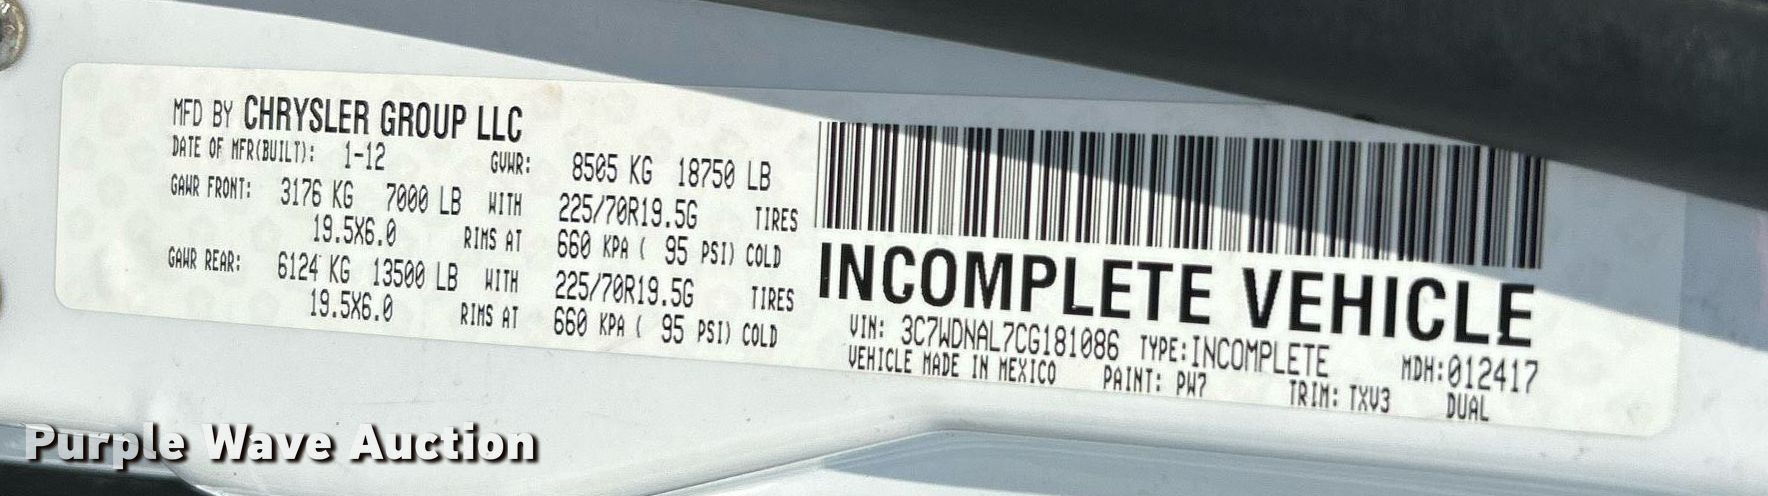 MFD BY CHRYSLER GROUP LLC
DATE OF MFR(BUILT): 1-12 GVWR: 8505 KG 18750 LB
GAWR FRONT: 3176 KG 7000 LB WITH 225/70R19.5G TIRES
19.5X6.0 RIMS AT 660 KPA ( 95 PSI) COLD
GAWR REAR: 6124 KG 13500 LB WITH 225/70R19.5G TIRES
19.5X6.0 RIMS AT 660 KPA ( 95 PSI) COLD
INCOMPLETE VEHICLE
VIN: 3C7WDNAL7CG181086 TYPE:INCOMPLETE MDH:012417
VEHICLE MADE IN MEXICO PAINT: PW7 TRIM: TXV3 DUAL
Purple Wave Auction